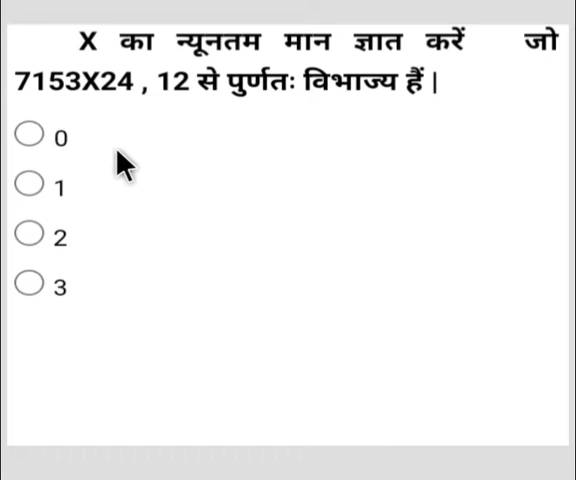 X का न्यूनतम मान ज्ञात करें जो
7153X24 , 12 से पुर्णतः विभाज्य हैं |
0
1
2
3